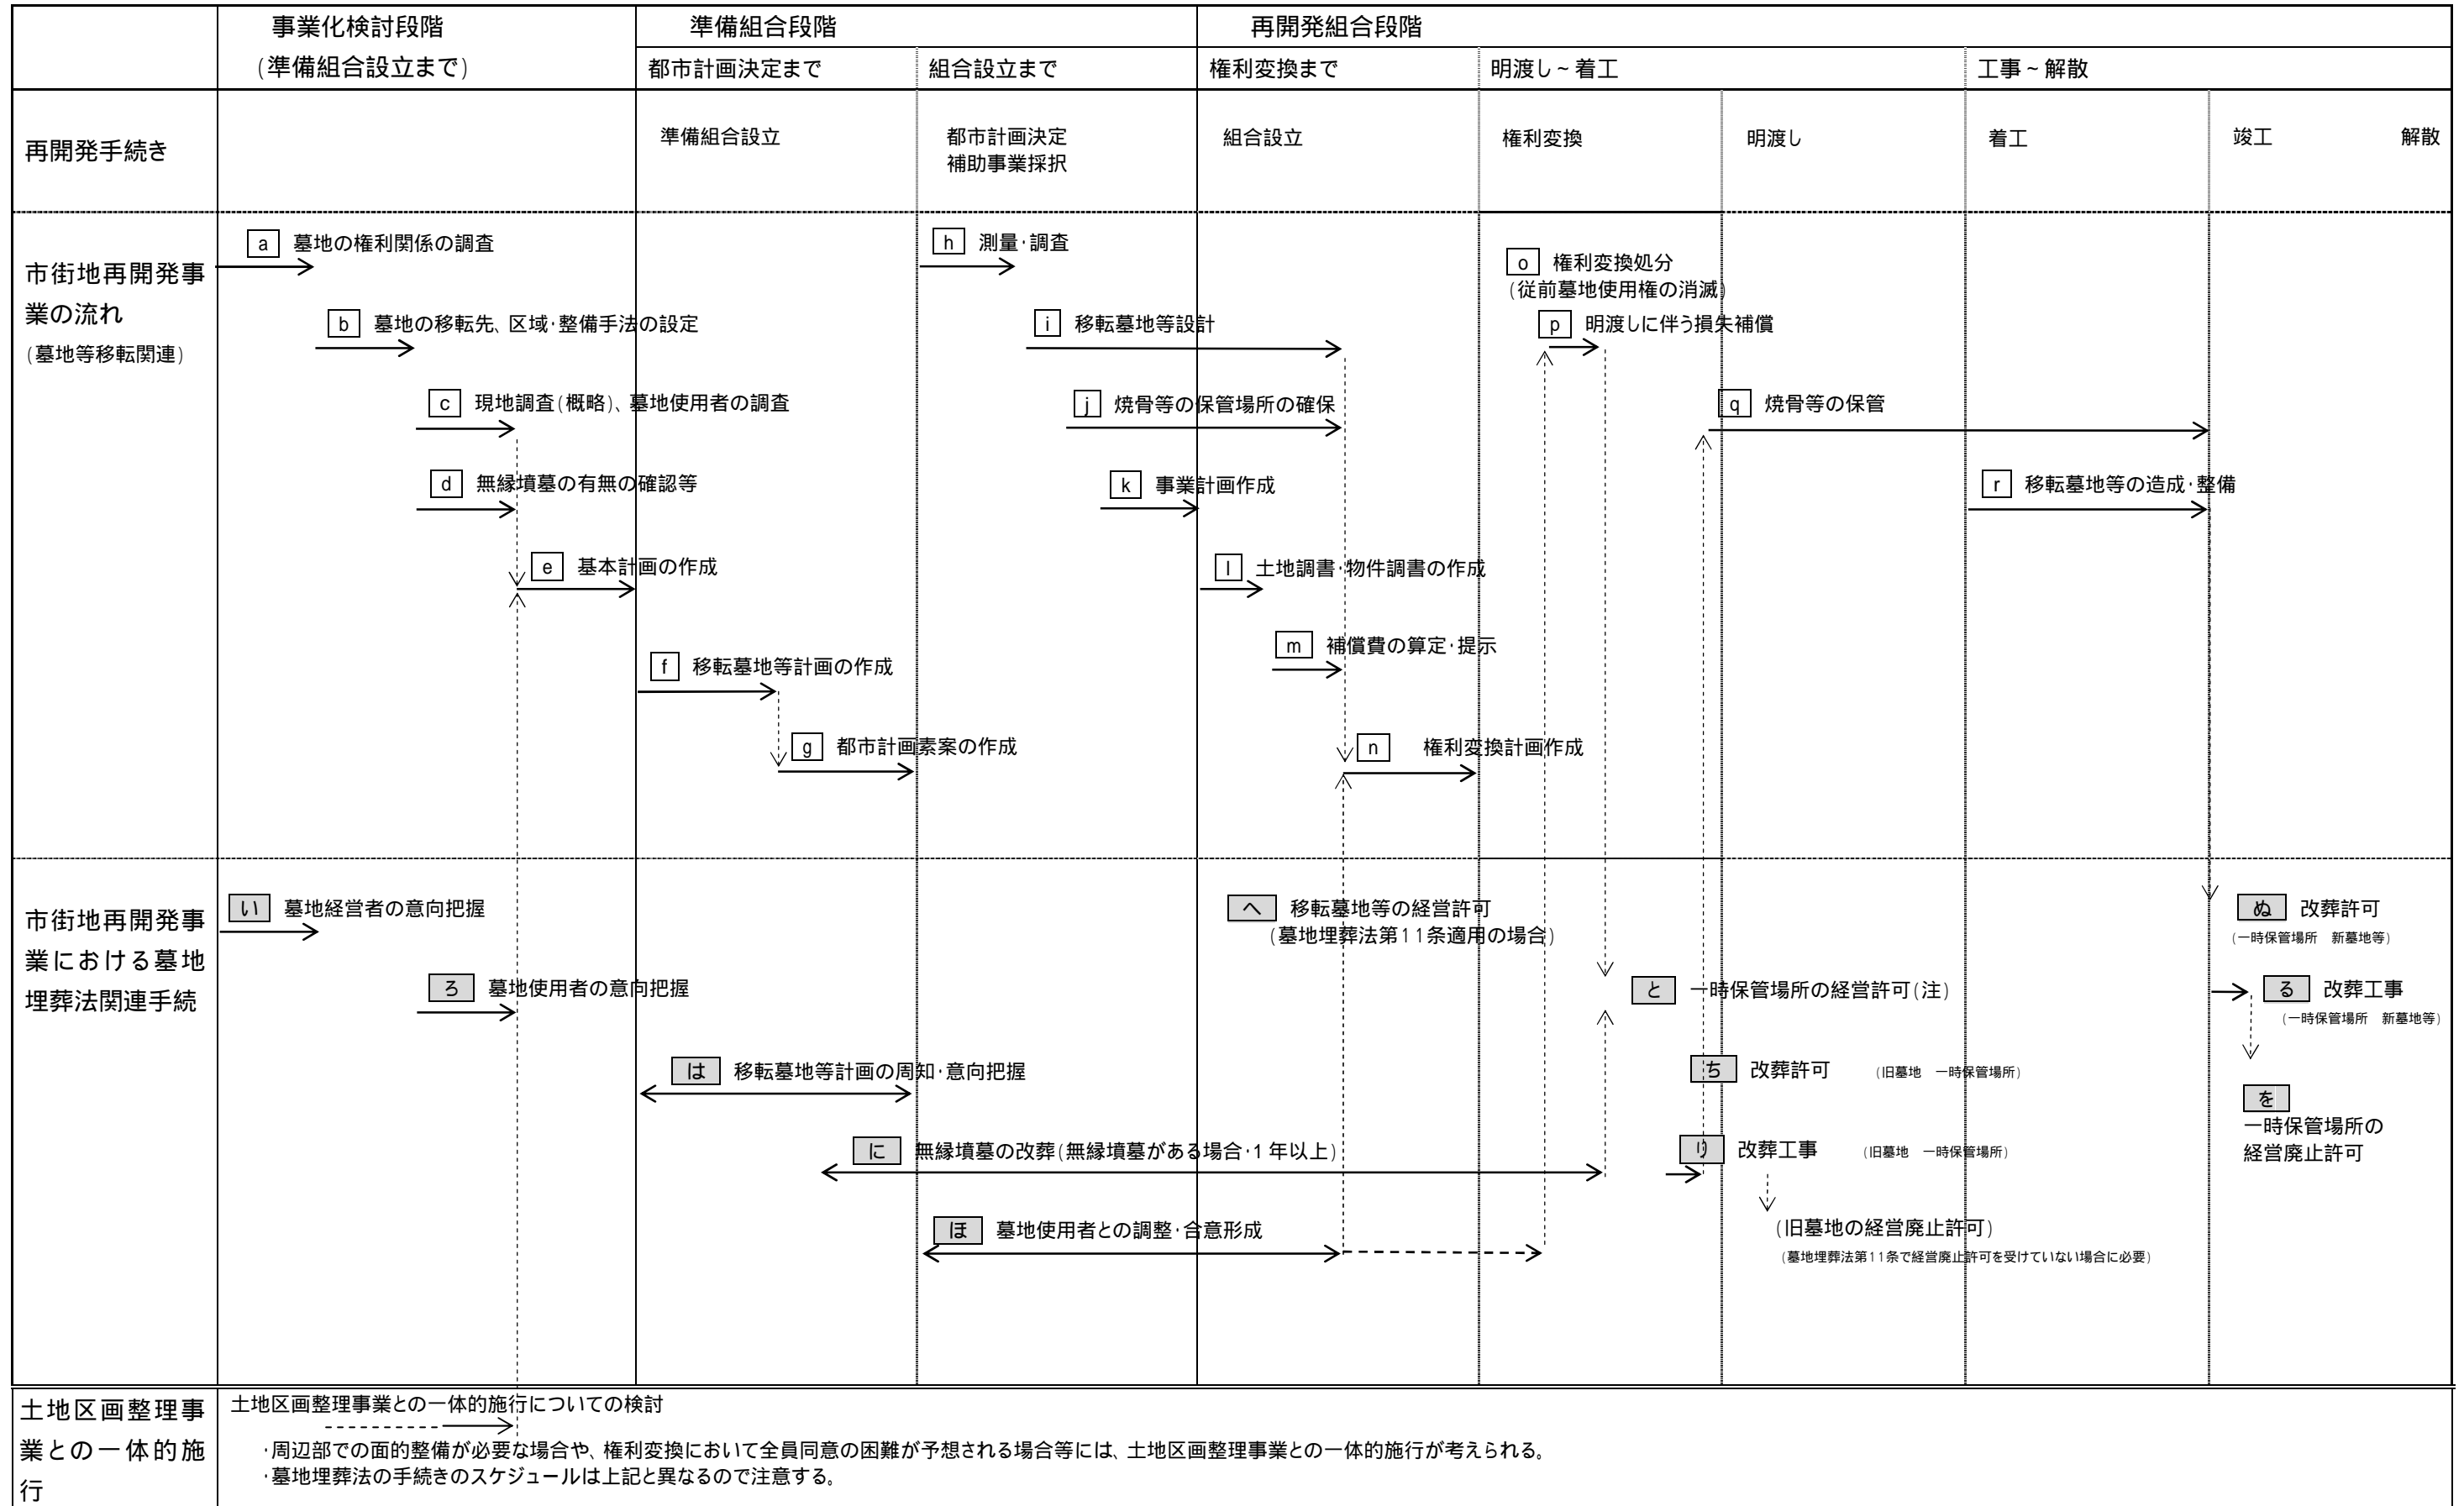 事業化検討段階
(準備組合設立まで)
準備組合段階
再開発組合段階
都市計画決定まで
組合設立まで
権利変換まで
明渡し~着工
工事~解散
再開発手続き
準備組合設立
都市計画決定
補助事業採択
組合設立
権利変換
明渡し
着工
竣工
解散
市街地再開発事
業の流れ
(墓地等移転関連)
a 墓地の権利関係の調査
b 墓地の移転先、区域・整備手法の設定
c 現地調査(概略)、墓地使用者の調査
d 無縁墳墓の有無の確認等
e 基本計画の作成
f 移転墓地等計画の作成
g 都市計画素案の作成
h 測量・調査
i 移転墓地等設計
j 焼骨等の保管場所の確保
k 事業計画作成
l 土地調書・物件調書の作成
m 補償費の算定・提示
n 権利変換計画作成
o 権利変換処分
(従前墓地使用権の消滅)
p 明渡しに伴う損失補償
q 焼骨等の保管
r 移転墓地等の造成・整備
市街地再開発事
業における墓地
埋葬法関連手続
い 墓地経営者の意向把握
ろ 墓地使用者の意向把握
は 移転墓地等計画の周知・意向把握
に 無縁墳墓の改葬(無縁墳墓がある場合・1年以上)
ほ 墓地使用者との調整・合意形成
へ 移転墓地等の経営許可
(墓地埋葬法第11条適用の場合)
と 一時保管場所の経営許可(注)
ち 改葬許可 (旧墓地 一時保管場所)
り 改葬工事 (旧墓地 一時保管場所)
(旧墓地の経営廃止許可)
(墓地埋葬法第11条で経営廃止許可を受けていない場合に必要)
ぬ 改葬許可
(一時保管場所 新墓地等)
る 改葬工事
(一時保管場所 新墓地等)
を
一時保管場所の
経営廃止許可
土地区画整理事
業との一体的施
行
土地区画整理事業との一体的施行についての検討
・周辺部での面的整備が必要な場合や、権利変換において全員同意の困難が予想される場合等には、土地区画整理事業との一体的施行が考えられる。
・墓地埋葬法の手続きのスケジュールは上記と異なるので注意する。